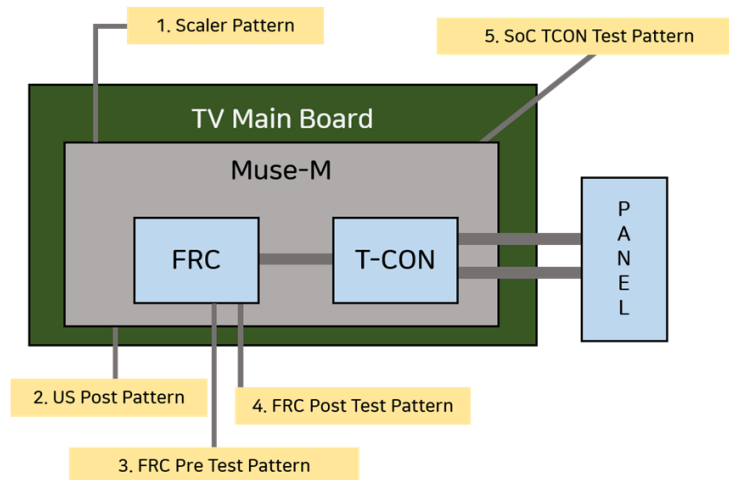 1. Scaler Pattern
5. SoC TCON Test Pattern
TV Main Board
Muse-M
FRC
T-CON
PANEL
2. US Post Pattern
4. FRC Post Test Pattern
3. FRC Pre Test Pattern